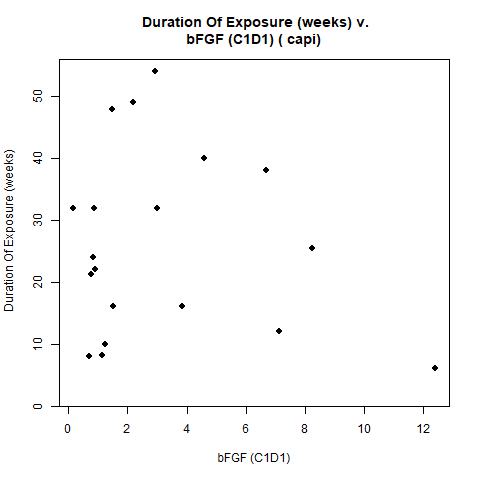 Duration Of Exposure (weeks) v.
bFGF (C1D1) ( capi)
Duration Of Exposure (weeks)
50
40
30
20
10
0
0 2 4 6 8 10 12
bFGF (C1D1)